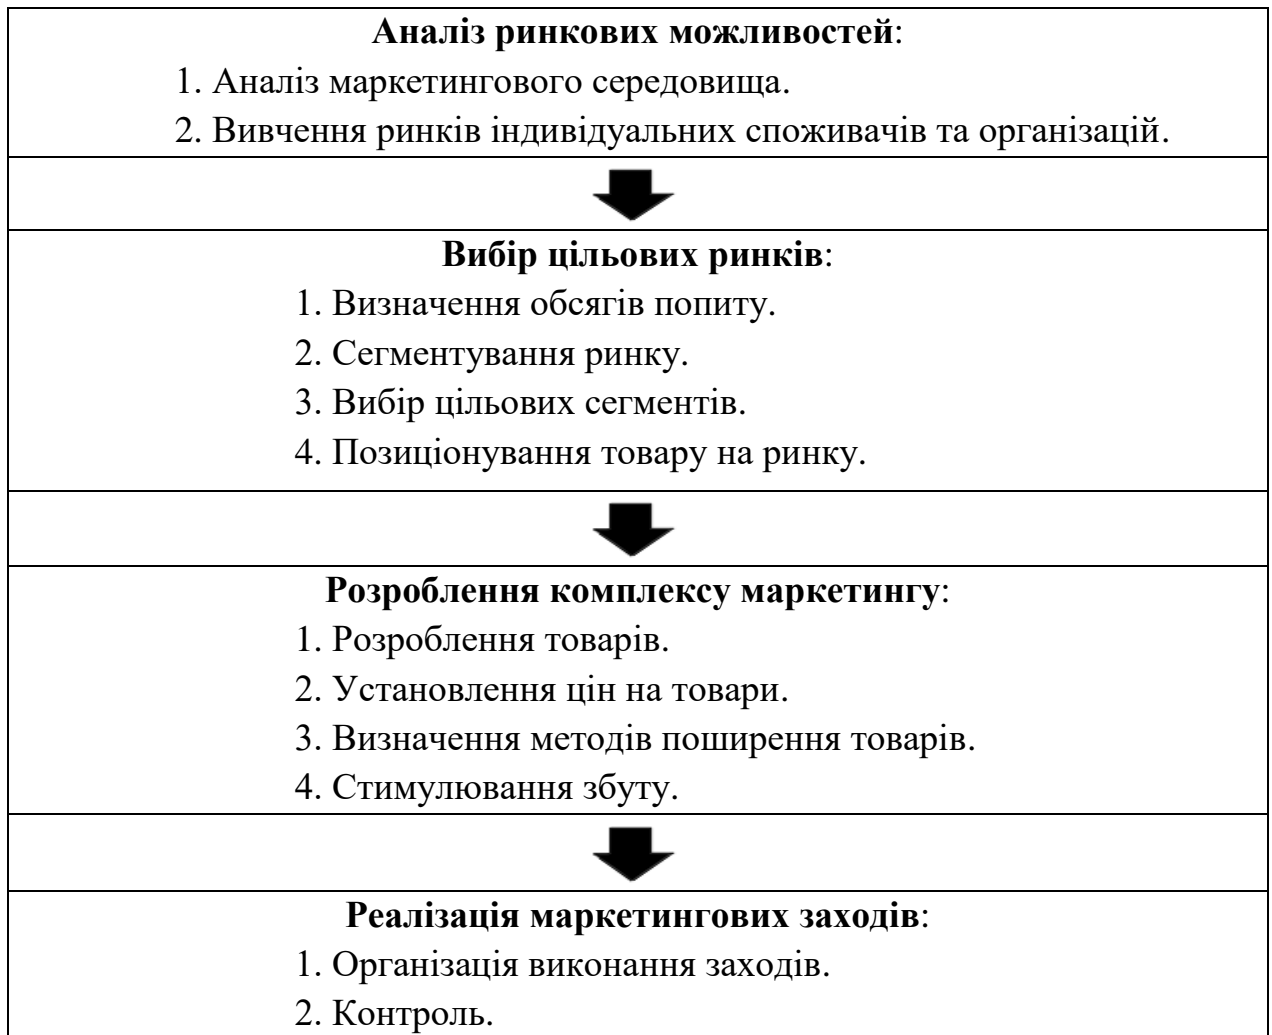 Аналіз ринкових можливостей:
1. Аналіз маркетингового середовища.
2. Вивчення ринків індивідуальних споживачів та організацій.
Вибір цільових ринків:
1. Визначення обсягів попиту.
2. Сегментування ринку.
3. Вибір цільових сегментів.
4. Позиціонування товару на ринку.
Розроблення комплексу маркетингу:
1. Розроблення товарів.
2. Установлення цін на товари.
3. Визначення методів поширення товарів.
4. Стимулювання збуту.
Реалізація маркетингових заходів:
1. Організація виконання заходів.
2. Контроль.